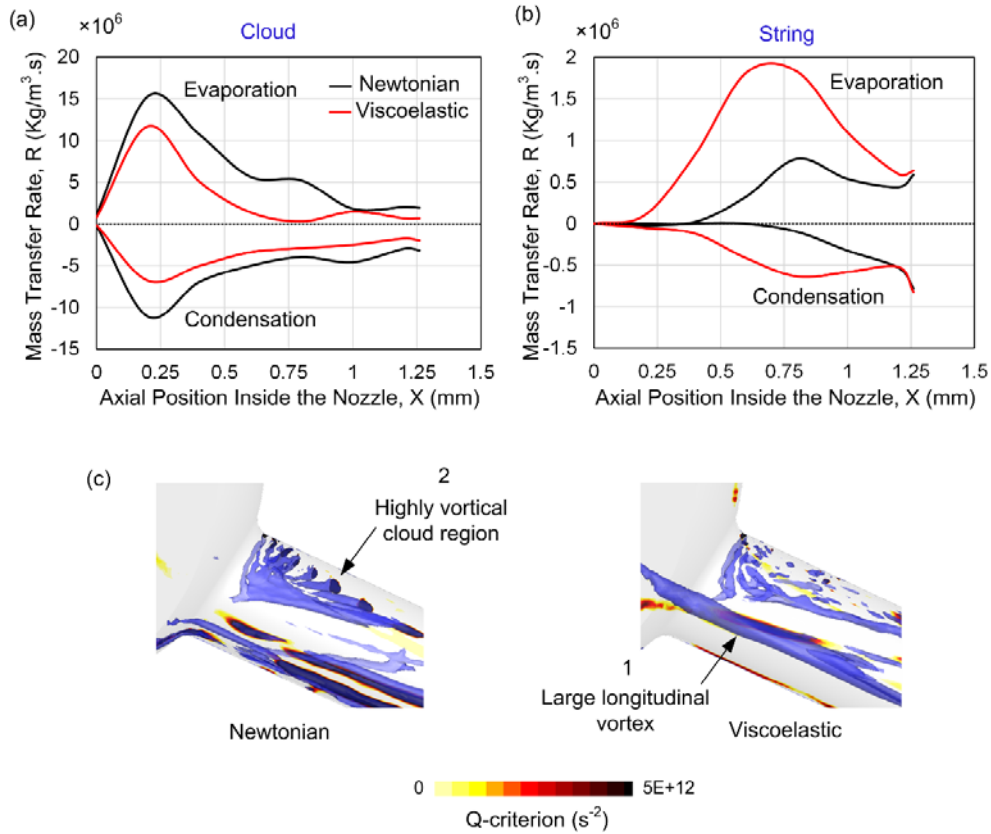 (a)
×10⁶
Cloud
Mass Transfer Rate, R (Kg/m³.s)
20
15
10
5
0
-5
-10
-15
Evaporation
Newtonian
Viscoelastic
Condensation
0 0.25 0.5 0.75 1 1.25 1.5
Axial Position Inside the Nozzle, X (mm)
(b)
×10⁶
String
Mass Transfer Rate, R (Kg/m³.s)
2
1.5
1
0.5
0
-0.5
-1
-1.5
Evaporation
Condensation
0 0.25 0.5 0.75 1 1.25 1.5
Axial Position Inside the Nozzle, X (mm)
(c)
2
Highly vortical
cloud region
Newtonian
1
Large longitudinal
vortex
Viscoelastic
0 5E+12
Q-criterion (s⁻²)